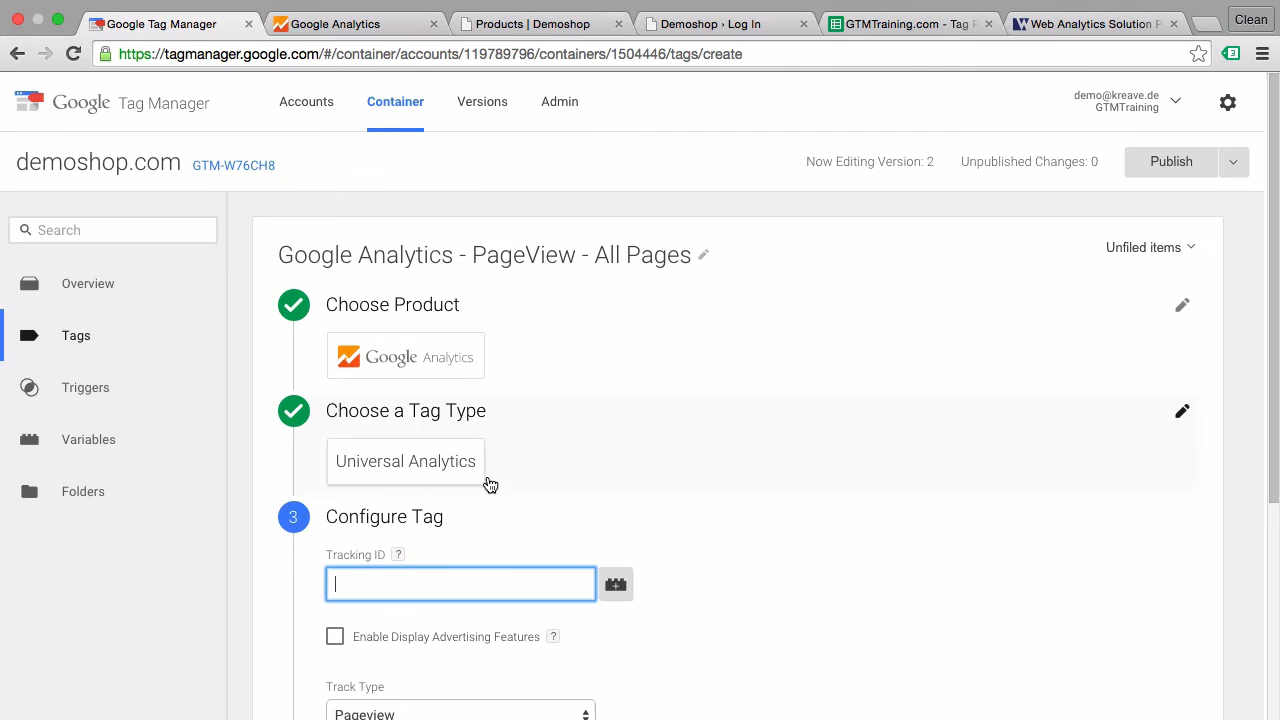 Google Tag Manager
Google Analytics
Products | Demoshop
Demoshop › Log In
GTMTraining.com - Tag P
Web Analytics Solution P
Clean
https://tagmanager.google.com/#/container/accounts/119789796/containers/1504446/tags/create
3
Google Tag Manager
Accounts
Container
Versions
Admin
demo@kreave.de
GTMTraining
demoshop.com GTM-W76CH8
Now Editing Version: 2
Unpublished Changes: 0
Publish
Search
Overview
Tags
Triggers
Variables
Folders
Google Analytics - PageView - All Pages
Unfiled items
Choose Product
Google Analytics
Choose a Tag Type
Universal Analytics
3 Configure Tag
Tracking ID ?
Enable Display Advertising Features ?
Track Type
Pageview